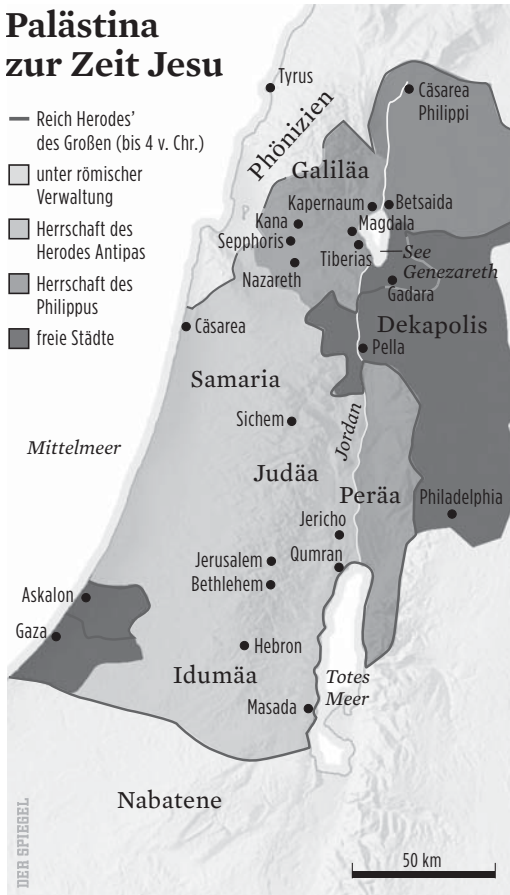 Palästina
zur Zeit Jesu
Reich Herodes’
des Großen (bis 4 v. Chr.)
unter römischer
Verwaltung
Herrschaft des
Herodes Antipas
Herrschaft des
Philippus
freie Städte
Tyrus
Cäsarea
Philippi
Phönizien
Galiläa
Kapernaum
Betsaida
Kana
Magdala
Sepphoris
Tiberias
See
Genezareth
Nazareth
Gadara
Cäsarea
Dekapolis
Pella
Samaria
Sichem
Jordan
Mittelmeer
Judäa
Peräa
Philadelphia
Jericho
Jerusalem
Qumran
Bethlehem
Askalon
Gaza
Hebron
Idumäa
Totes
Meer
Masada
Nabatene
DER SPIEGEL
50 km